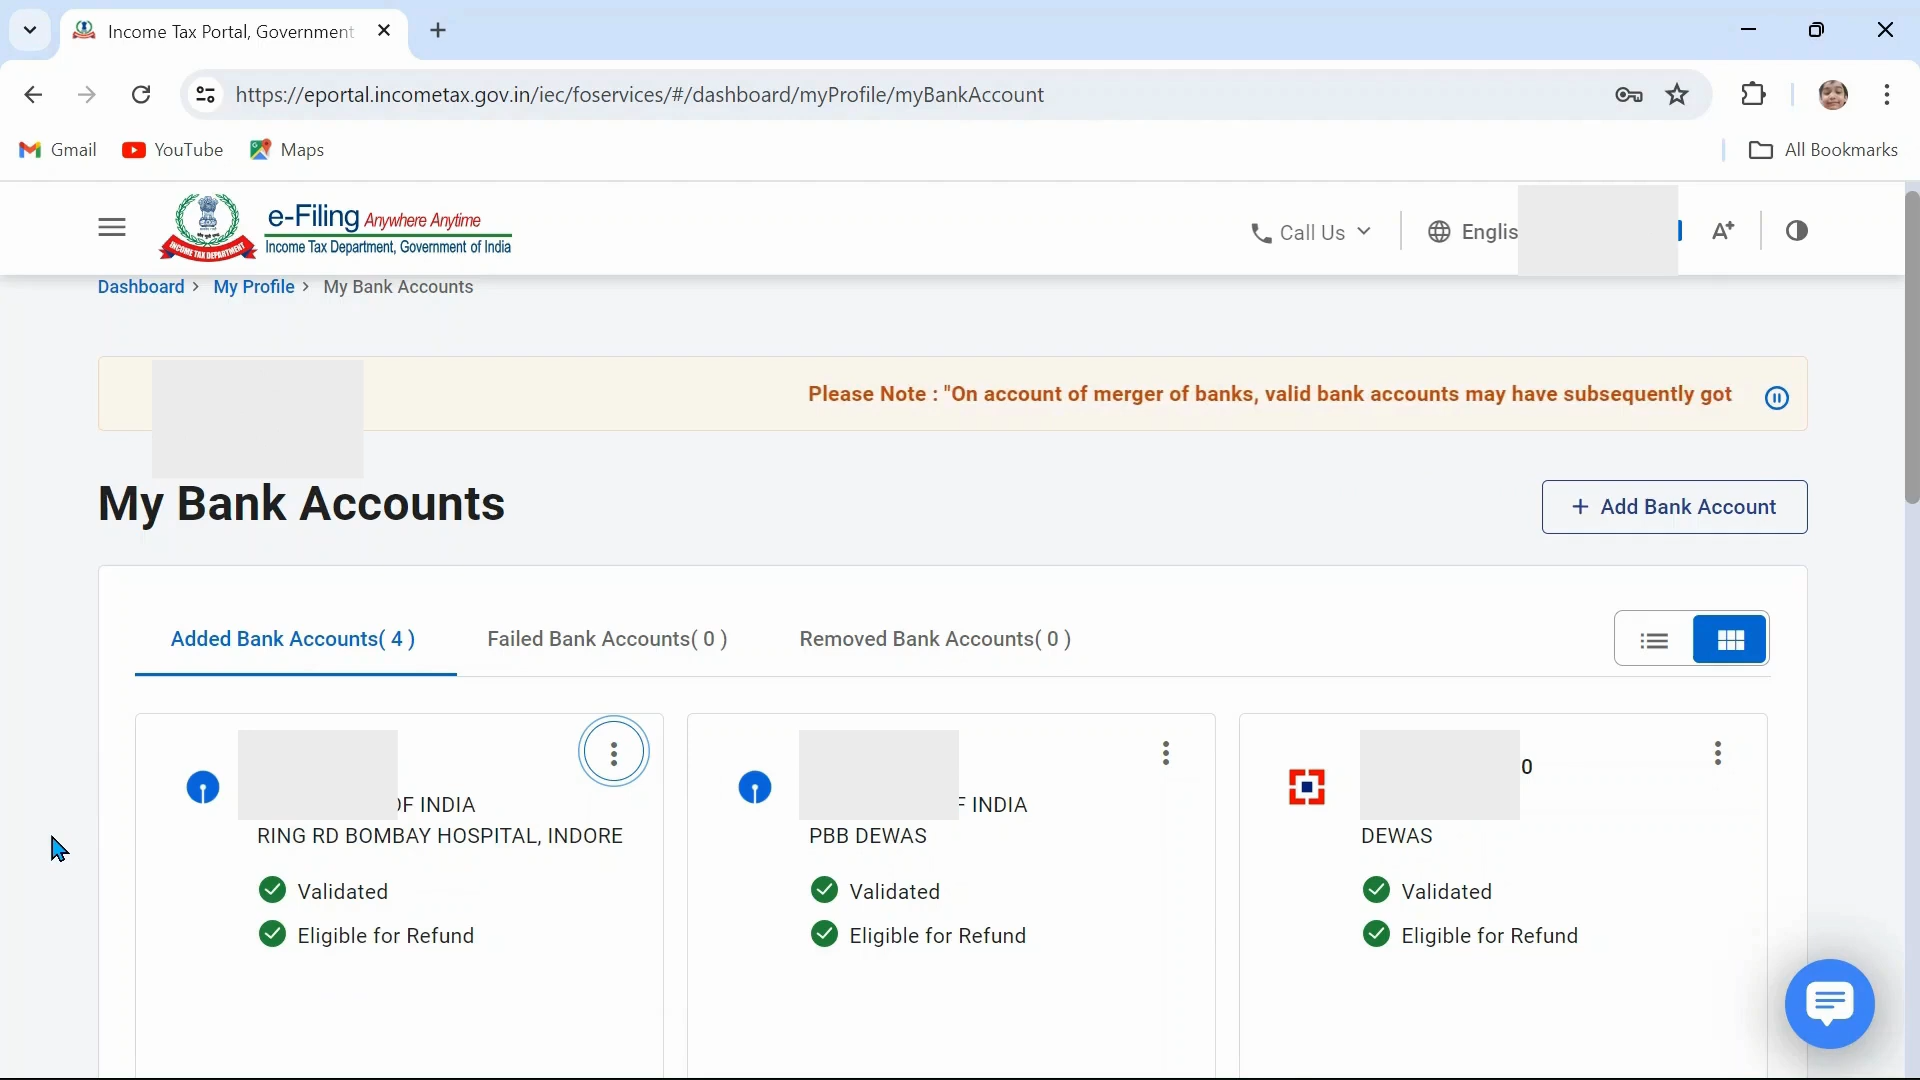 Income Tax Portal, Government
https://eportal.incometax.gov.in/iec/foservices/#/dashboard/myProfile/myBankAccount
Gmail
YouTube
Maps
All Bookmarks
INCOME TAX DEPARTMENT
e-Filing Anywhere Anytime
Income Tax Department, Government of India
Call Us
Englis
A+
Dashboard > My Profile > My Bank Accounts
Please Note : "On account of merger of banks, valid bank accounts may have subsequently got
My Bank Accounts
+ Add Bank Account
Added Bank Accounts( 4 )
Failed Bank Accounts( 0 )
Removed Bank Accounts( 0 )
OF INDIA
RING RD BOMBAY HOSPITAL, INDORE
Validated
Eligible for Refund
F INDIA
PBB DEWAS
Validated
Eligible for Refund
0
DEWAS
Validated
Eligible for Refund